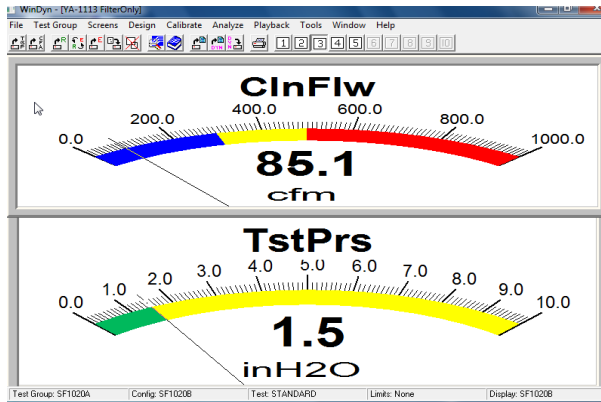 WinDyn - [YA-1113 FilterOnly]
File Test Group Screens Design Calibrate Analyze Playback Tools Window Help
1 2 3 4 5 6 7 8 9 10
ClnFlw
0.0 200.0 400.0 600.0 800.0 1000.0
85.1
cfm
TstPrs
0.0 1.0 2.0 3.0 4.0 5.0 6.0 7.0 8.0 9.0 10.0
1.5
inH2O
Test Group: SF1020A Config: SF1020B Test: STANDARD Limits: None Display: SF1020B